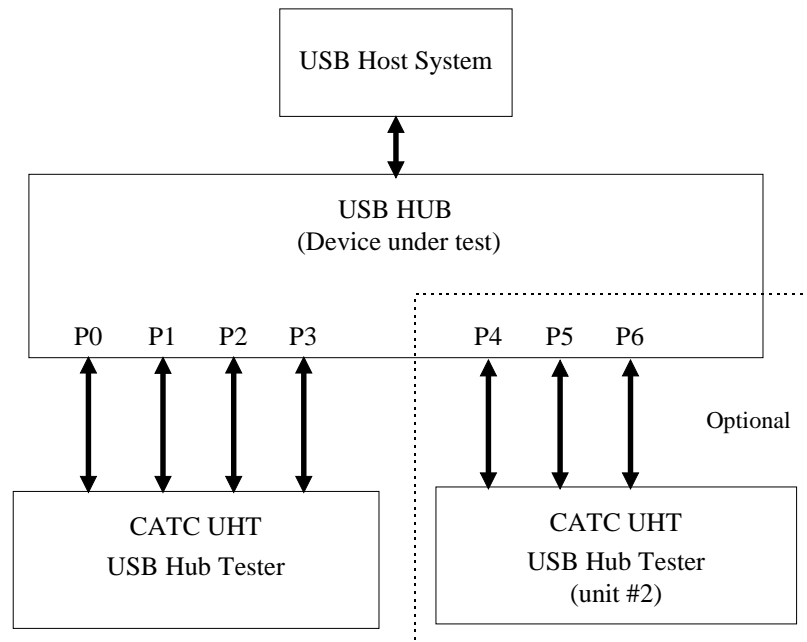 USB Host System
USB HUB
(Device under test)
P0 P1 P2 P3 P4 P5 P6
Optional
CATC UHT
USB Hub Tester
CATC UHT
USB Hub Tester
(unit #2)